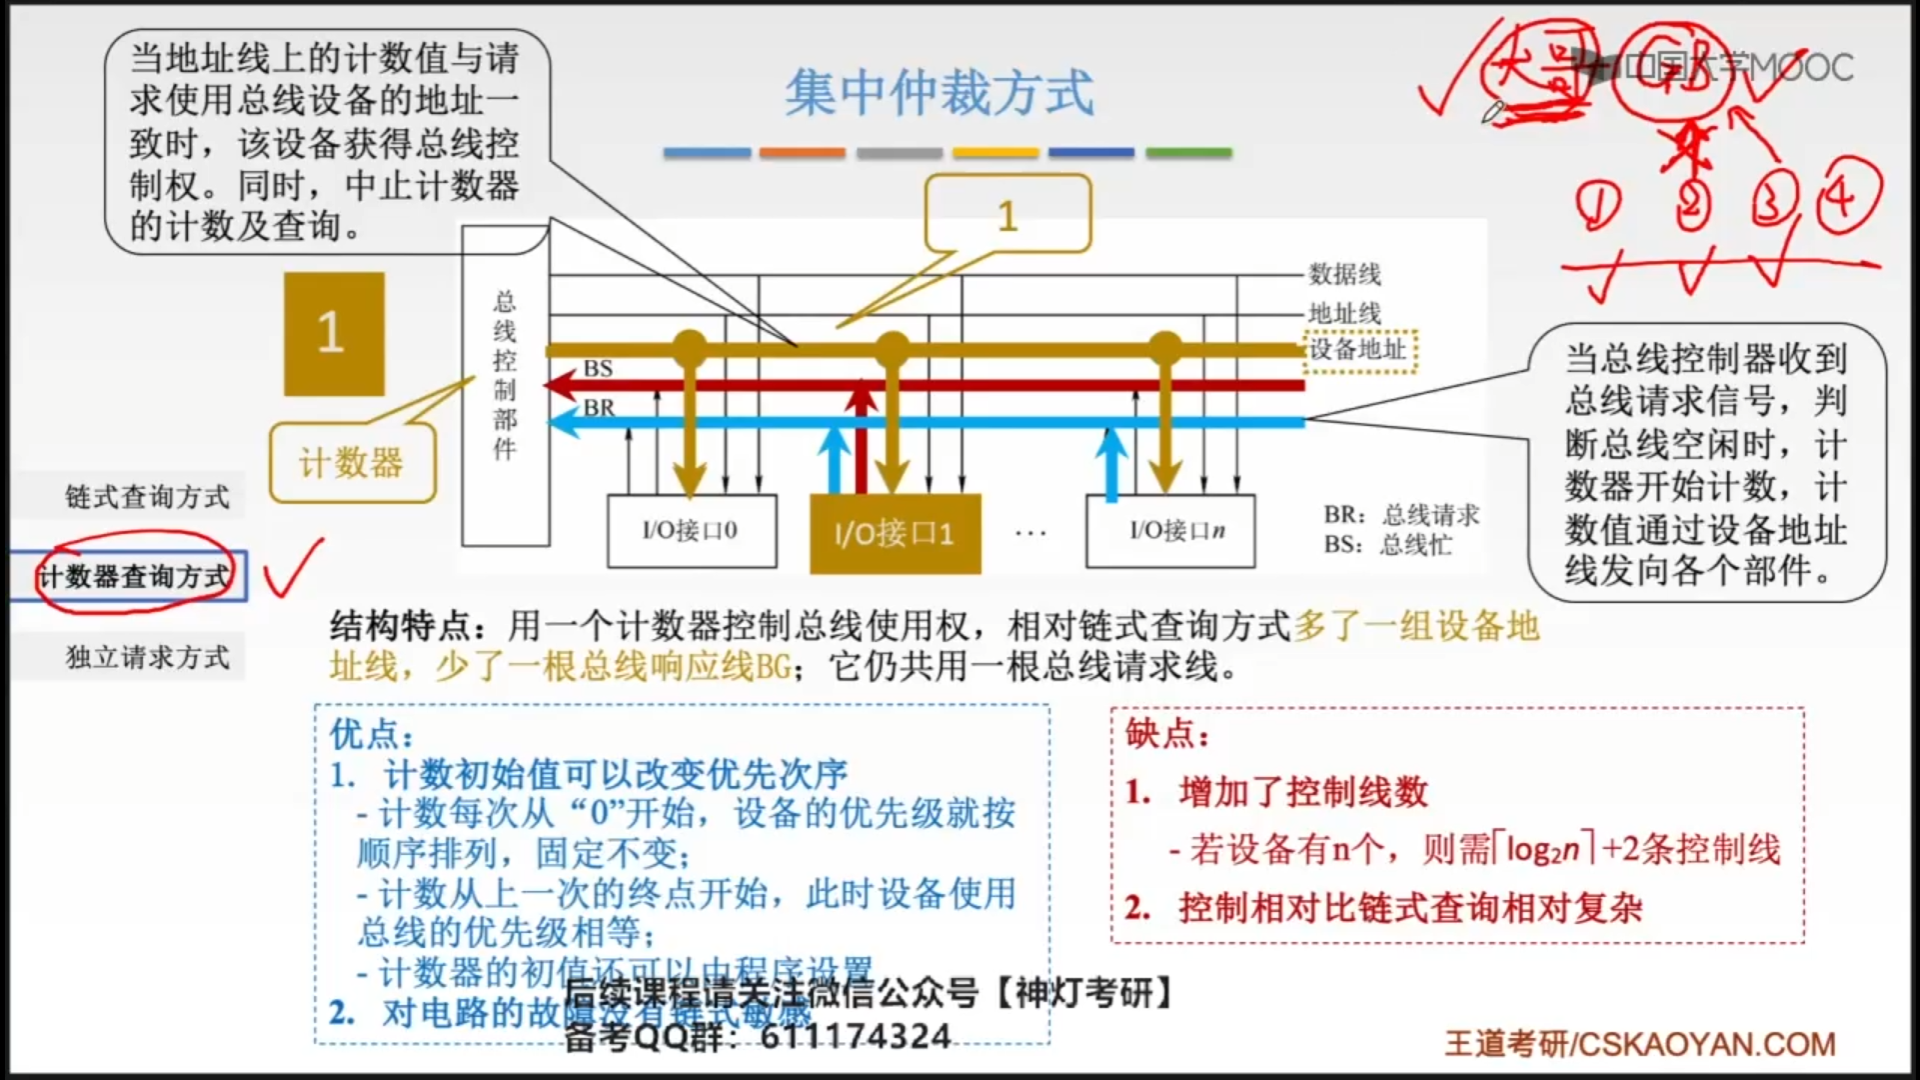 当地址线上的计数值与请
求使用总线设备的地址一
致时，该设备获得总线控
制权。同时，中止计数器
的计数及查询。
集中仲裁方式
中国大学MOOC
大哥
① ② ③ ④
1
1
计数器
总线控制部件
数据线
地址线
设备地址
BS
BR
I/O接口0
I/O接口1
...
I/O接口n
BR：总线请求
BS：总线忙
当总线控制器收到
总线请求信号，判
断总线空闲时，计
数器开始计数，计
数值通过设备地址
线发向各个部件。
链式查询方式
计数器查询方式
独立请求方式
结构特点：用一个计数器控制总线使用权，相对链式查询方式多了一组设备地
址线，少了一根总线响应线BG；它仍共用一根总线请求线。
优点：
1. 计数初始值可以改变优先次序
- 计数每次从“0”开始，设备的优先级就按
顺序排列，固定不变；
- 计数从上一次的终点开始，此时设备使用
总线的优先级相等；
- 计数器的初值还可以由程序设置
2. 对电路的故障没有链式敏感
缺点：
1. 增加了控制线数
- 若设备有n个，则需⌈log₂n⌉+2条控制线
2. 控制相对比链式查询相对复杂
后续课程请关注微信公众号【神灯考研】
备考QQ群：611174324
王道考研/CSKAOYAN.COM